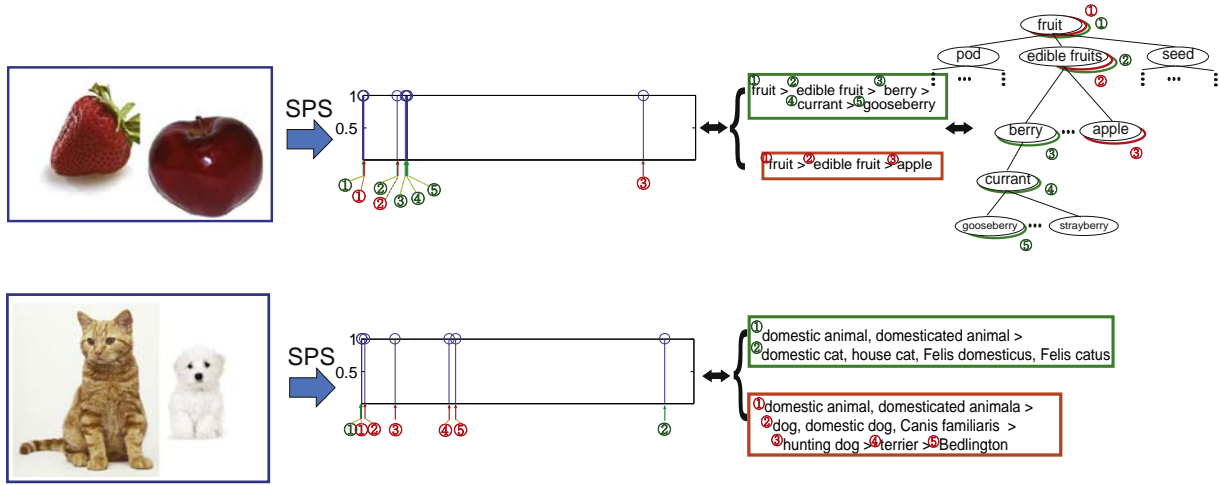 SPS
1
0.5
① ① ② ② ③ ④ ⑤ ③
① fruit > ② edible fruit > ③ berry >
④ currant > ⑤ gooseberry
① fruit > ② edible fruit > ③ apple
①
fruit ①
pod edible fruits seed
②
②
... ...
berry ... apple
③ ③
currant
④
gooseberry ... strayberry
⑤
SPS
1
0.5
① ① ② ③ ④ ⑤ ②
① domestic animal, domesticated animal >
② domestic cat, house cat, Felis domesticus, Felis catus
① domestic animal, domesticated animala >
② dog, domestic dog, Canis familiaris >
③ hunting dog > ④ terrier > ⑤ Bedlington